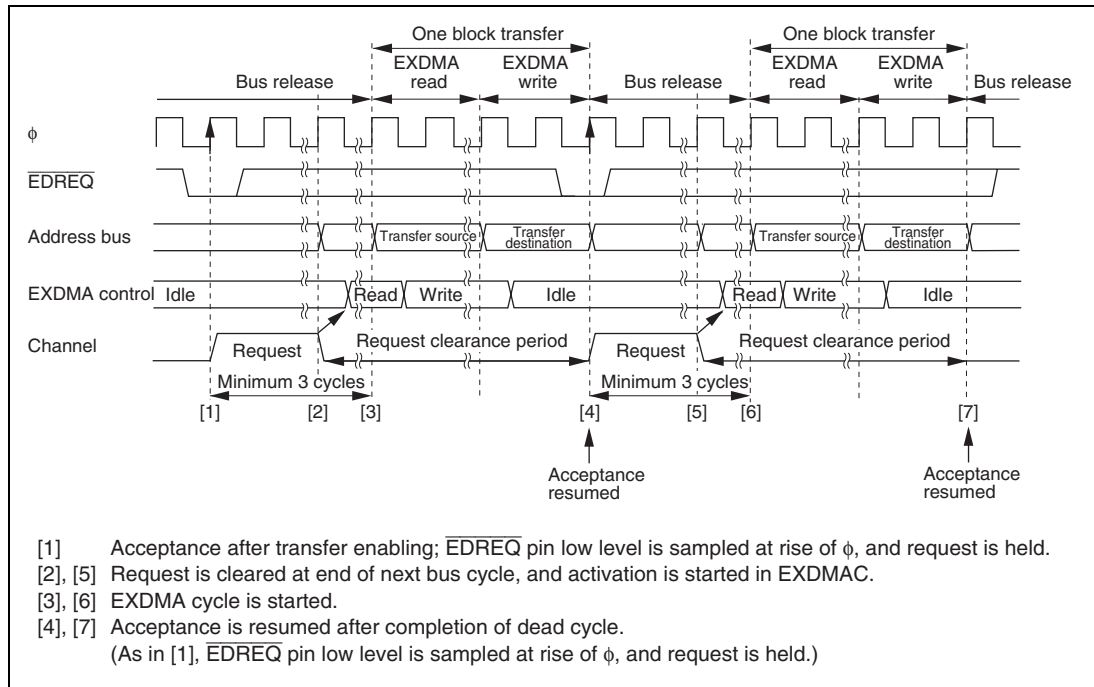 One block transfer One block transfer
EXDMA read EXDMA write EXDMA read EXDMA write
Bus release Bus release Bus release
φ
EDREQ
Address bus Transfer source Transfer destination Transfer source Transfer destination
EXDMA control Idle Read Write Idle Read Write Idle
Channel Request Request clearance period Request Request clearance period
Minimum 3 cycles Minimum 3 cycles
[1] [2] [3] [4] [5] [6] [7]
Acceptance resumed Acceptance resumed
[1] Acceptance after transfer enabling; EDREQ pin low level is sampled at rise of φ, and request is held.
[2], [5] Request is cleared at end of next bus cycle, and activation is started in EXDMAC.
[3], [6] EXDMA cycle is started.
[4], [7] Acceptance is resumed after completion of dead cycle.
(As in [1], EDREQ pin low level is sampled at rise of φ, and request is held.)